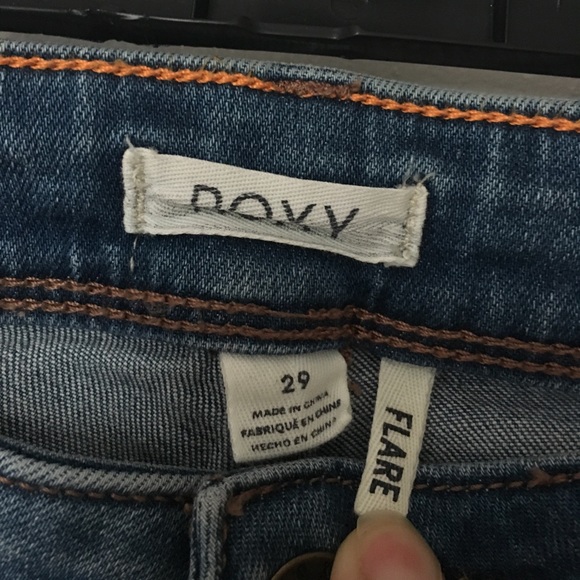 ROXY
29
MADE IN CHINA
FABRIQUÉ EN CHINE
HECHO EN CHINA
FLARE